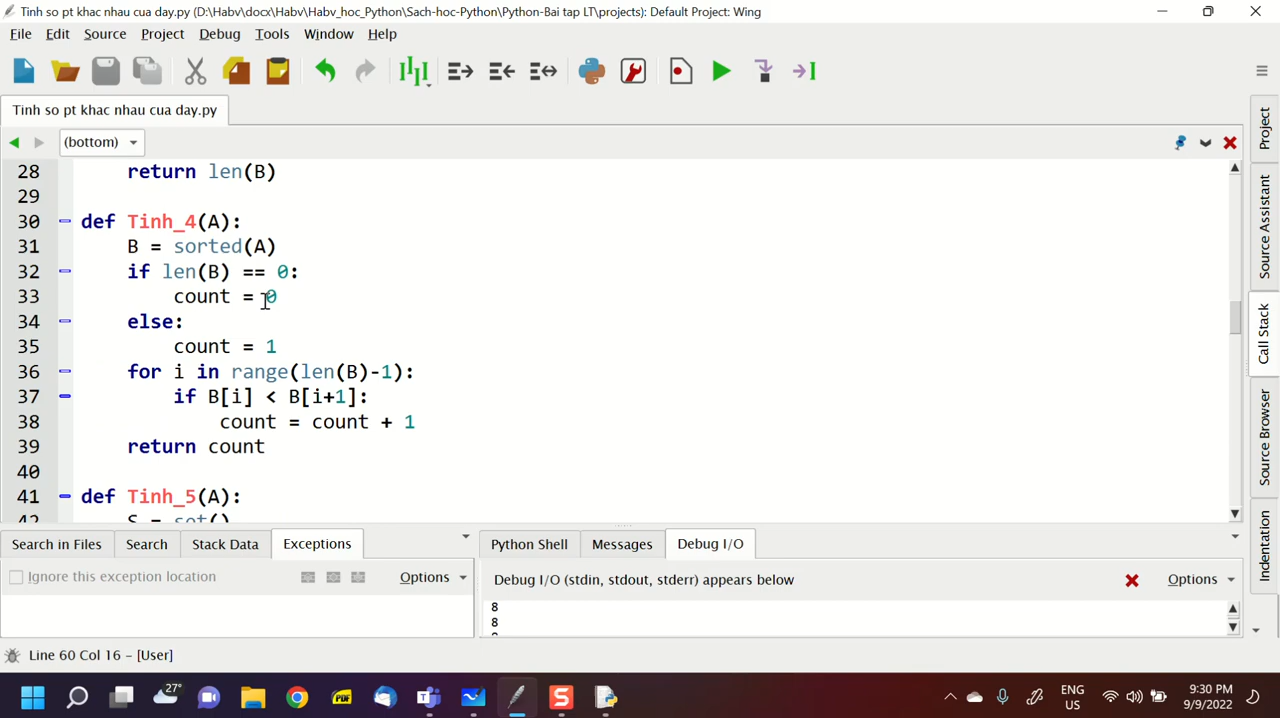 Tinh so pt khac nhau cua day.py (D:\Habv\docx\Habv\Habv_hoc_Python\Sach-hoc-Python\Python-Bai tap LT\projects): Default Project: Wing
File Edit Source Project Debug Tools Window Help
Tinh so pt khac nhau cua day.py
(bottom)
28 return len(B)
29
30 def Tinh_4(A):
31 B = sorted(A)
32 if len(B) == 0:
33 count = 0
34 else:
35 count = 1
36 for i in range(len(B)-1):
37 if B[i] < B[i+1]:
38 count = count + 1
39 return count
40
41 def Tinh_5(A):
42 S = set()
Project
Source Assistant
Call Stack
Source Browser
Indentation
Search in Files Search Stack Data Exceptions
Python Shell Messages Debug I/O
Ignore this exception location Options
Debug I/O (stdin, stdout, stderr) appears below Options
8
8
Line 60 Col 16 - [User]
27°
PDF
S
ENG
US
9:30 PM
9/9/2022